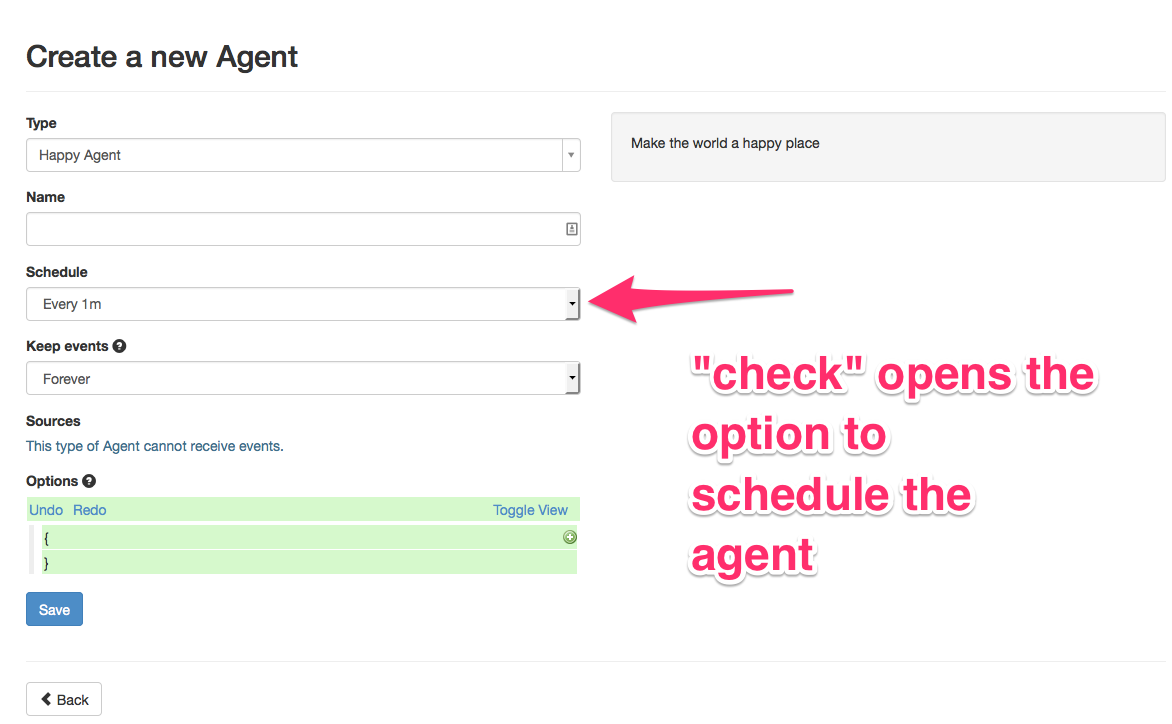 Create a new Agent
Type
Happy Agent
Make the world a happy place
Name
Schedule
Every 1m
Keep events
Forever
Sources
This type of Agent cannot receive events.
Options
Undo Redo Toggle View
{
}
Save
Back
"check" opens the
option to
schedule the
agent